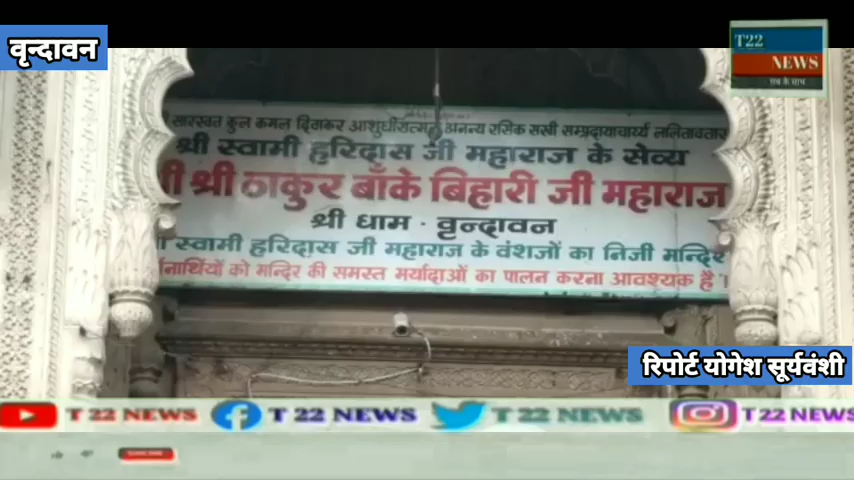 वृन्दावन
T22
NEWS
सच के साथ
सारस्वत कुल कमल दिवाकर आशुधीरात्मज अनन्य रसिक सखी सम्प्रदायाचार्य ललितावतार
श्री स्वामी हरिदास जी महाराज के सेव्य
श्री ठाकुर बाँके बिहारी जी महाराज
श्री धाम - वृन्दावन
स्वामी हरिदास जी महाराज के वंशजों का निजी मन्दिर
को मन्दिर की समस्त मर्यादाओं का पालन करना आवश्यक है।
रिपोर्ट योगेश सूर्यवंशी
T 22 NEWS T 22 NEWS T 22 NEWS T 22 NEWS